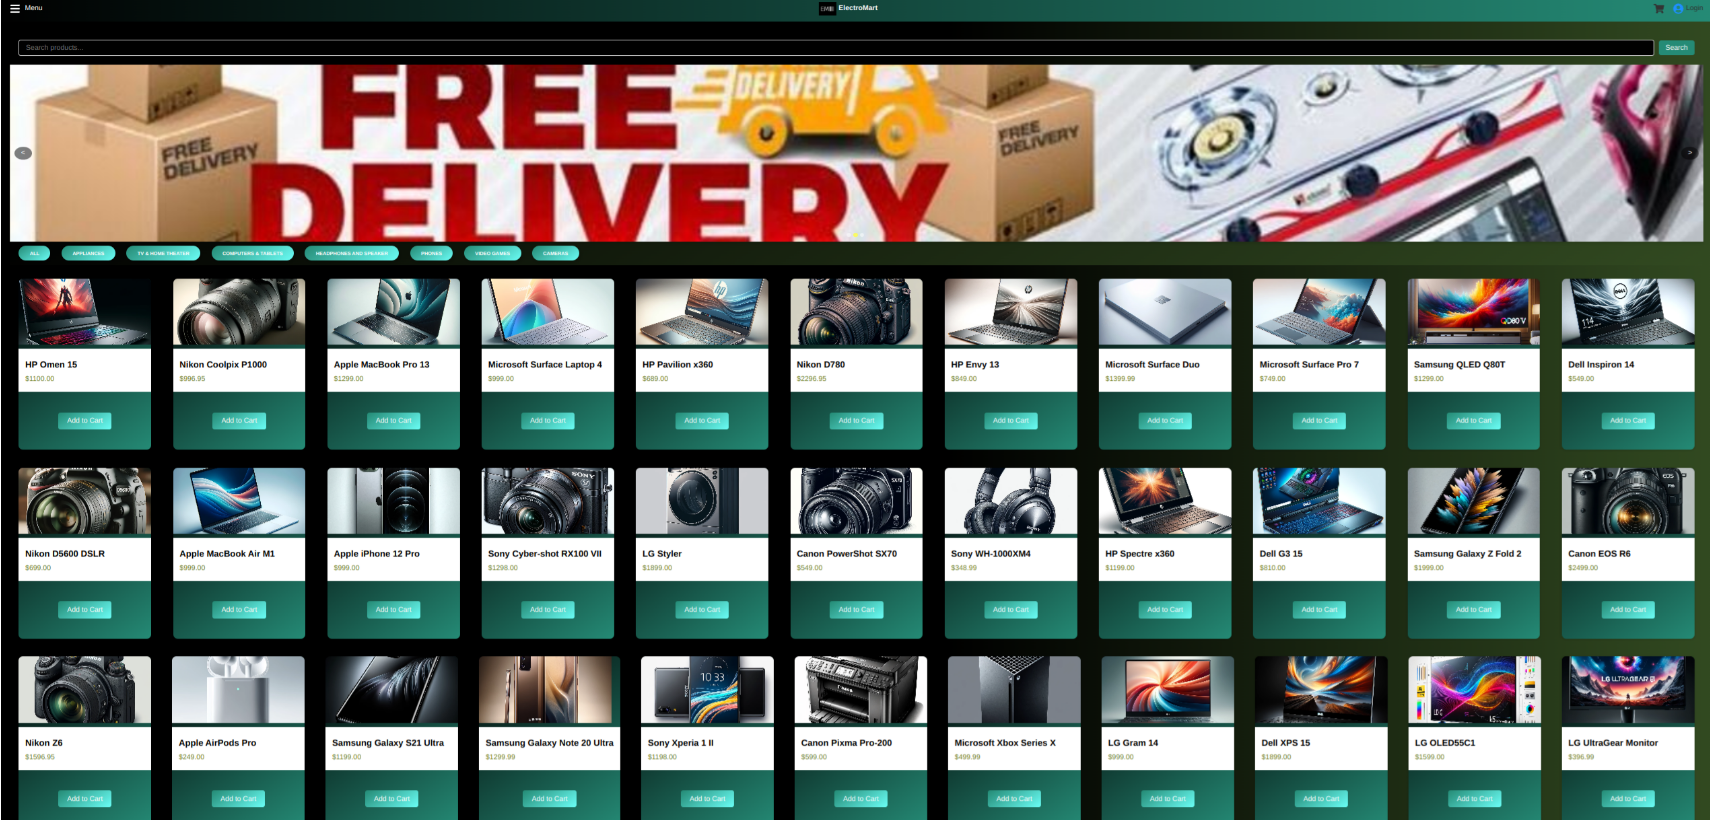 Menu
EMB ElectroMart
Login
Search products...
Search
FREE DELIVERY
FREE
DELIVERY
FREE
DELIVERY
FREE
DELIVERY
<
>
ALL APPLIANCES TV & HOME THEATER COMPUTERS & TABLETS HEADPHONES AND SPEAKER PHONES VIDEO GAMES CAMERAS
HP Omen 15
$1100.00
Add to Cart
Nikon Coolpix P1000
$996.95
Add to Cart
Apple MacBook Pro 13
$1299.00
Add to Cart
Microsoft Surface Laptop 4
$999.00
Add to Cart
HP Pavilion x360
$689.00
Add to Cart
Nikon D780
$2296.95
Add to Cart
HP Envy 13
$849.00
Add to Cart
Microsoft Surface Duo
$1399.99
Add to Cart
Microsoft Surface Pro 7
$749.00
Add to Cart
Samsung QLED Q80T
$1299.00
Add to Cart
DELL
Dell Inspiron 14
$549.00
Add to Cart
Nikon D5600 DSLR
$699.00
Add to Cart
Apple MacBook Air M1
$999.00
Add to Cart
Apple iPhone 12 Pro
$999.00
Add to Cart
SONY
Sony Cyber-shot RX100 VII
$1298.00
Add to Cart
LG Styler
$1899.00
Add to Cart
SX70
Canon PowerShot SX70
$549.00
Add to Cart
Sony WH-1000XM4
$348.99
Add to Cart
HP Spectre x360
$1199.00
Add to Cart
Dell G3 15
$810.00
Add to Cart
Samsung Galaxy Z Fold 2
$1999.00
Add to Cart
EOS
Canon EOS R6
$2499.00
Add to Cart
Nikon Z6
$1596.95
Add to Cart
Apple AirPods Pro
$249.00
Add to Cart
Samsung Galaxy S21 Ultra
$1199.00
Add to Cart
Samsung Galaxy Note 20 Ultra
$1299.99
Add to Cart
10 33
Sony Xperia 1 II
$1198.00
Add to Cart
Canon Pixma Pro-200
$599.00
Add to Cart
Microsoft Xbox Series X
$499.99
Add to Cart
LG Gram 14
$999.00
Add to Cart
Dell XPS 15
$1899.00
Add to Cart
LG OLED55C1
$1599.00
Add to Cart
LG UltraGear Monitor
$396.99
Add to Cart